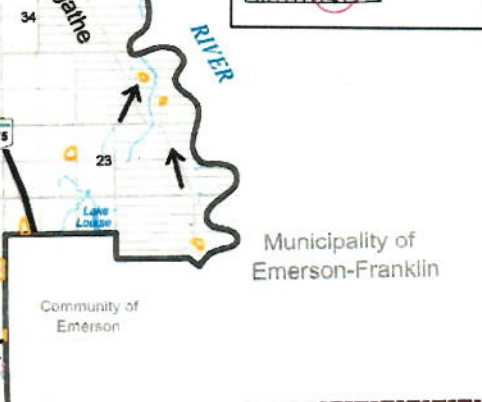 34
RIVER
23
Lake
Louise
Municipality of
Emerson-Franklin
Community of
Emerson